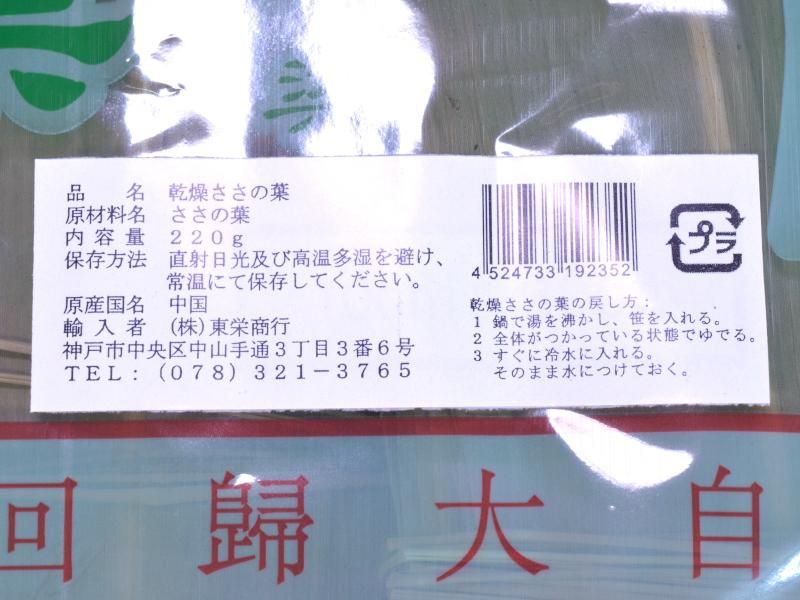 品　　名　乾燥ささの葉
原材料名　ささの葉
内 容 量　２２０ｇ
保存方法　直射日光及び高温多湿を避け、
常温にて保存してください。
原産国名　中国
輸 入 者　(株)東栄商行
神戸市中央区中山手通３丁目３番６号
ＴＥＬ：（０７８）３２１－３７６５
4 524733 192352
プラ
乾燥ささの葉の戻し方：
１ 鍋で湯を沸かし、笹を入れる。
２ 全体がつかっている状態でゆでる。
３ すぐに冷水に入れる。
そのまま水につけておく。
回歸大自